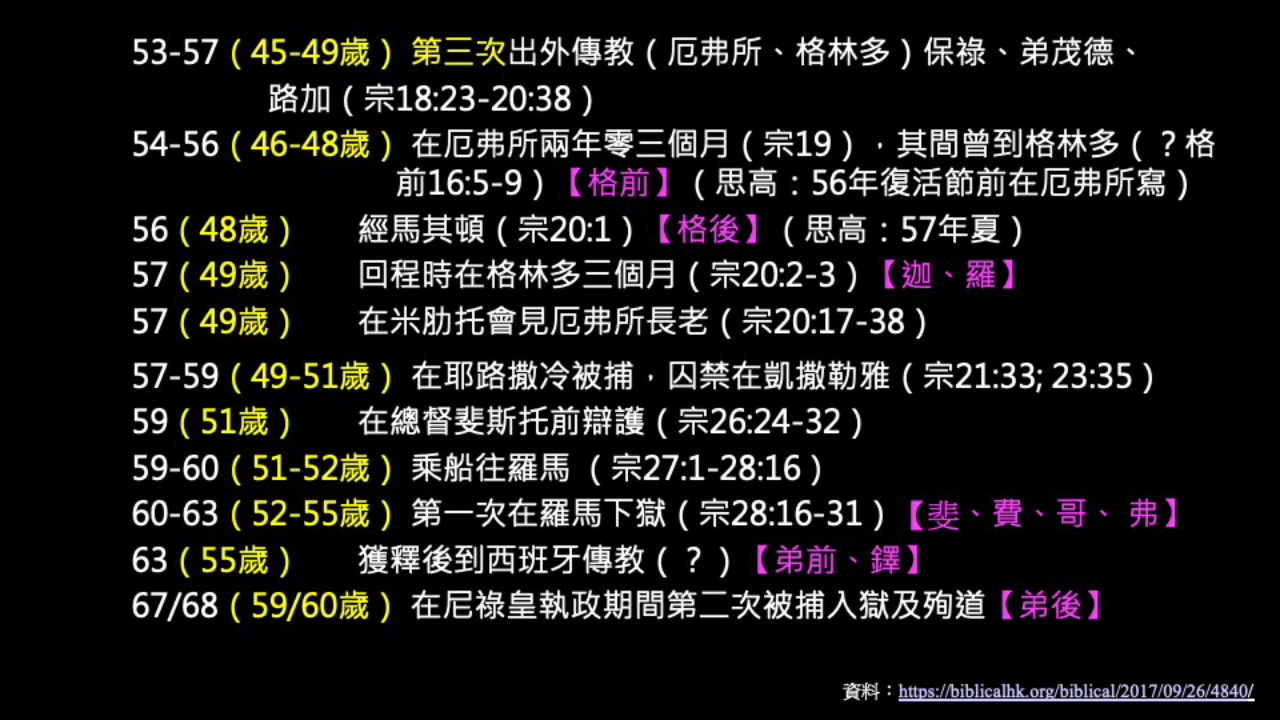 53-57（45-49歲）第三次出外傳教（厄弗所、格林多）保祿、弟茂德、
路加（宗18:23-20:38）
54-56（46-48歲）在厄弗所兩年零三個月（宗19），其間曾到格林多（？格
前16:5-9）【格前】（思高：56年復活節前在厄弗所寫）
56（48歲） 經馬其頓（宗20:1）【格後】（思高：57年夏）
57（49歲） 回程時在格林多三個月（宗20:2-3）【迦、羅】
57（49歲） 在米肋托會見厄弗所長老（宗20:17-38）
57-59（49-51歲）在耶路撒冷被捕，囚禁在凱撒勒雅（宗21:33; 23:35）
59（51歲） 在總督斐斯托前辯護（宗26:24-32）
59-60（51-52歲）乘船往羅馬 （宗27:1-28:16）
60-63（52-55歲）第一次在羅馬下獄（宗28:16-31）【斐、費、哥、弗】
63（55歲） 獲釋後到西班牙傳教（？）【弟前、鐸】
67/68（59/60歲）在尼祿皇執政期間第二次被捕入獄及殉道【弟後】
資料：https://biblicalhk.org/biblical/2017/09/26/4840/